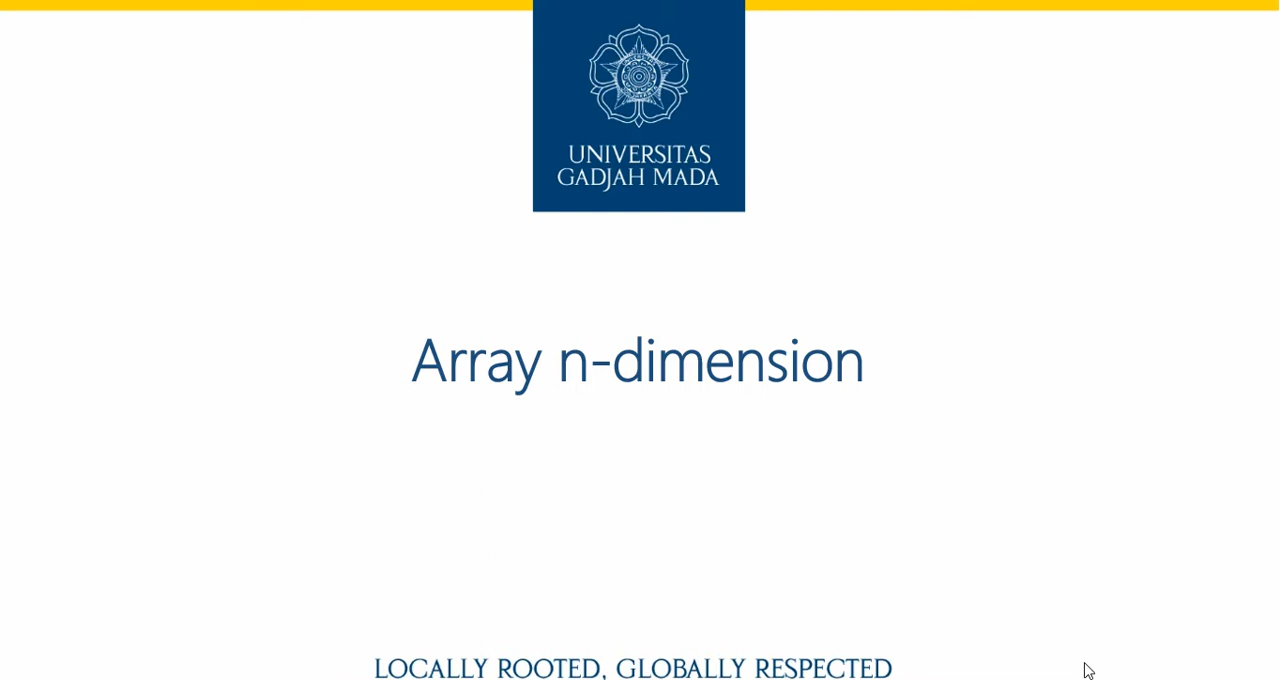 UNIVERSITAS
GADJAH MADA
Array n-dimension
LOCALLY ROOTED, GLOBALLY RESPECTED